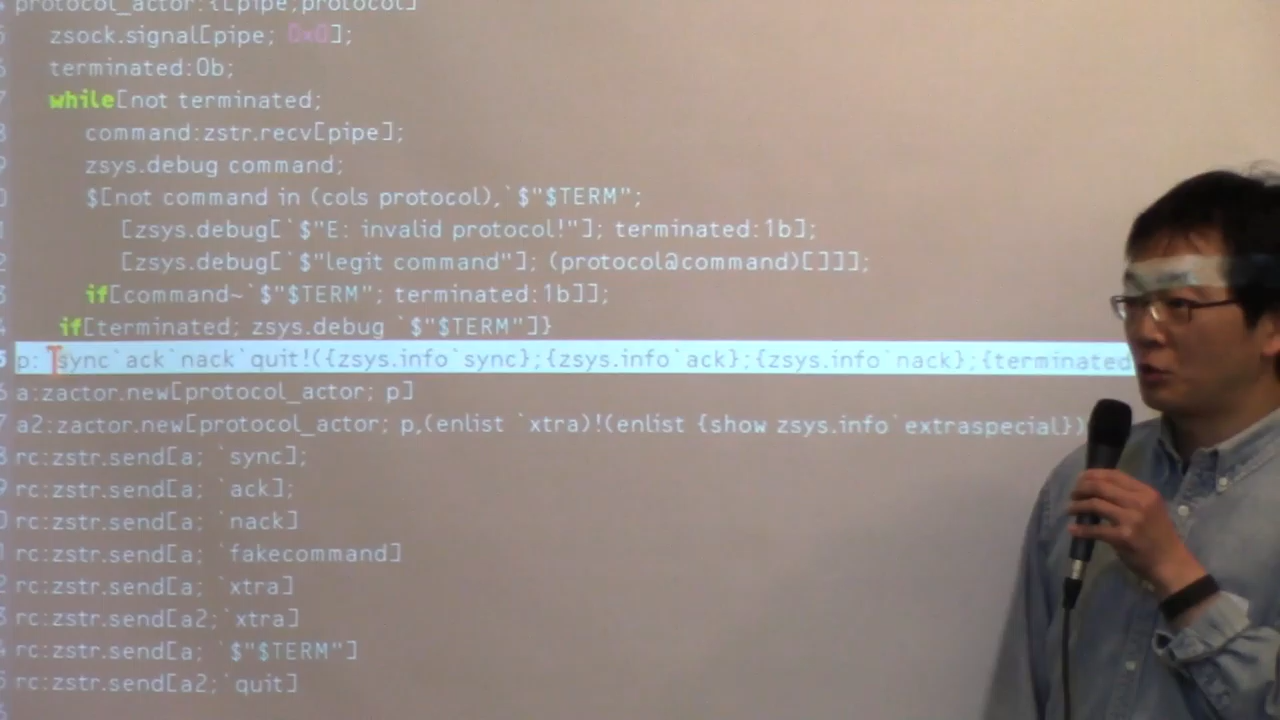 protocol_actor:{[pipe;protocol]
zsock.signal[pipe; 0x0];
terminated:0b;
while[not terminated;
command:zstr.recv[pipe];
zsys.debug command;
$[not command in (cols protocol),`$"$TERM";
[zsys.debug[`$"E: invalid protocol!"]; terminated:1b];
[zsys.debug[`$"legit command"]; (protocol@command)[]]];
if[command~`$"$TERM"; terminated:1b]];
if[terminated; zsys.debug `$"$TERM"]}
p: `sync`ack`nack`quit!({zsys.info`sync};{zsys.info`ack};{zsys.info`nack};{terminated
a:zactor.new[protocol_actor; p]
a2:zactor.new[protocol_actor; p,(enlist `xtra)!(enlist {show zsys.info`extraspecial})
rc:zstr.send[a; `sync];
rc:zstr.send[a; `ack];
rc:zstr.send[a; `nack]
rc:zstr.send[a; `fakecommand]
rc:zstr.send[a; `xtra]
rc:zstr.send[a2;`xtra]
rc:zstr.send[a; `$"$TERM"]
rc:zstr.send[a2;`quit]